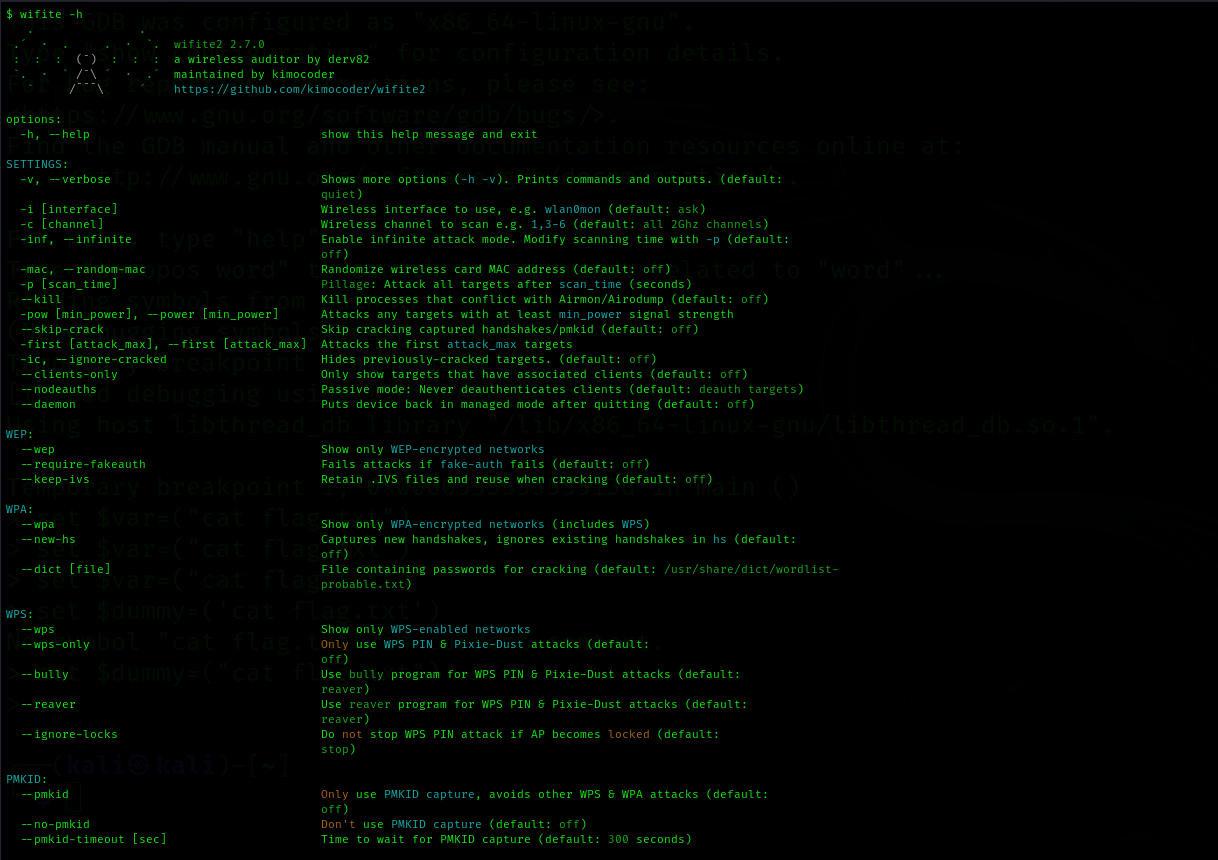 $ wifite -h
wifite2 2.7.0
a wireless auditor by derv82
maintained by kimocoder
https://github.com/kimocoder/wifite2
options:
-h, --help show this help message and exit
SETTINGS:
-v, --verbose Shows more options (-h -v). Prints commands and outputs. (default:
quiet)
-i [interface] Wireless interface to use, e.g. wlan0mon (default: ask)
-c [channel] Wireless channel to scan e.g. 1,3-6 (default: all 2Ghz channels)
-inf, --infinite Enable infinite attack mode. Modify scanning time with -p (default:
off)
-mac, --random-mac Randomize wireless card MAC address (default: off)
-p [scan_time] Pillage: Attack all targets after scan_time (seconds)
--kill Kill processes that conflict with Airmon/Airodump (default: off)
-pow [min_power], --power [min_power] Attacks any targets with at least min_power signal strength
--skip-crack Skip cracking captured handshakes/pmkid (default: off)
-first [attack_max], --first [attack_max] Attacks the first attack_max targets
-ic, --ignore-cracked Hides previously-cracked targets. (default: off)
--clients-only Only show targets that have associated clients (default: off)
--nodeauths Passive mode: Never deauthenticates clients (default: deauth targets)
--daemon Puts device back in managed mode after quitting (default: off)
WEP:
--wep Show only WEP-encrypted networks
--require-fakeauth Fails attacks if fake-auth fails (default: off)
--keep-ivs Retain .IVS files and reuse when cracking (default: off)
WPA:
--wpa Show only WPA-encrypted networks (includes WPS)
--new-hs Captures new handshakes, ignores existing handshakes in hs (default:
off)
--dict [file] File containing passwords for cracking (default: /usr/share/dict/wordlist-
probable.txt)
WPS:
--wps Show only WPS-enabled networks
--wps-only Only use WPS PIN & Pixie-Dust attacks (default:
off)
--bully Use bully program for WPS PIN & Pixie-Dust attacks (default:
reaver)
--reaver Use reaver program for WPS PIN & Pixie-Dust attacks (default:
reaver)
--ignore-locks Do not stop WPS PIN attack if AP becomes locked (default:
stop)
PMKID:
--pmkid Only use PMKID capture, avoids other WPS & WPA attacks (default:
off)
--no-pmkid Don't use PMKID capture (default: off)
--pmkid-timeout [sec] Time to wait for PMKID capture (default: 300 seconds)